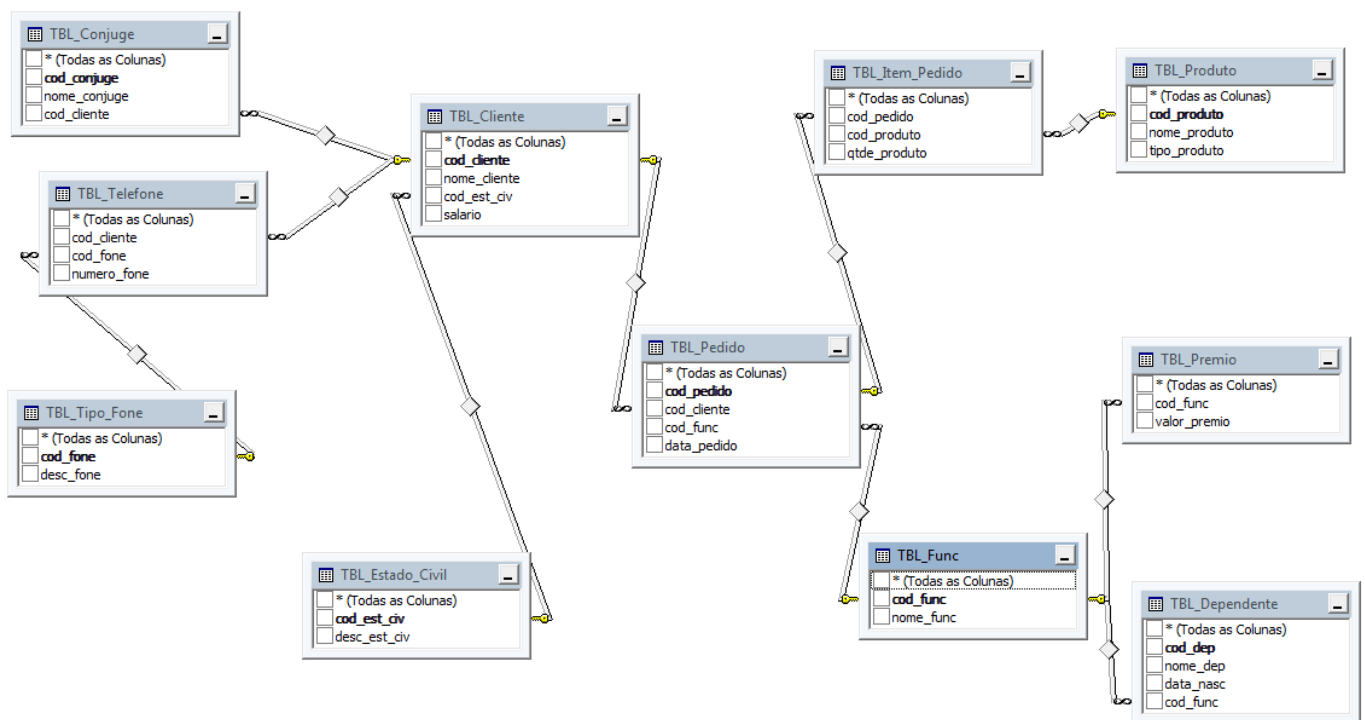 TBL_Conjuge
* (Todas as Colunas)
cod_conjuge
nome_conjuge
cod_cliente
TBL_Telefone
* (Todas as Colunas)
cod_cliente
cod_fone
numero_fone
TBL_Tipo_Fone
* (Todas as Colunas)
cod_fone
desc_fone
TBL_Cliente
* (Todas as Colunas)
cod_cliente
nome_cliente
cod_est_civ
salario
TBL_Estado_Civil
* (Todas as Colunas)
cod_est_civ
desc_est_civ
TBL_Pedido
* (Todas as Colunas)
cod_pedido
cod_cliente
cod_func
data_pedido
TBL_Item_Pedido
* (Todas as Colunas)
cod_pedido
cod_produto
qtde_produto
TBL_Produto
* (Todas as Colunas)
cod_produto
nome_produto
tipo_produto
TBL_Premio
* (Todas as Colunas)
cod_func
valor_premio
TBL_Func
* (Todas as Colunas)
cod_func
nome_func
TBL_Dependente
* (Todas as Colunas)
cod_dep
nome_dep
data_nasc
cod_func